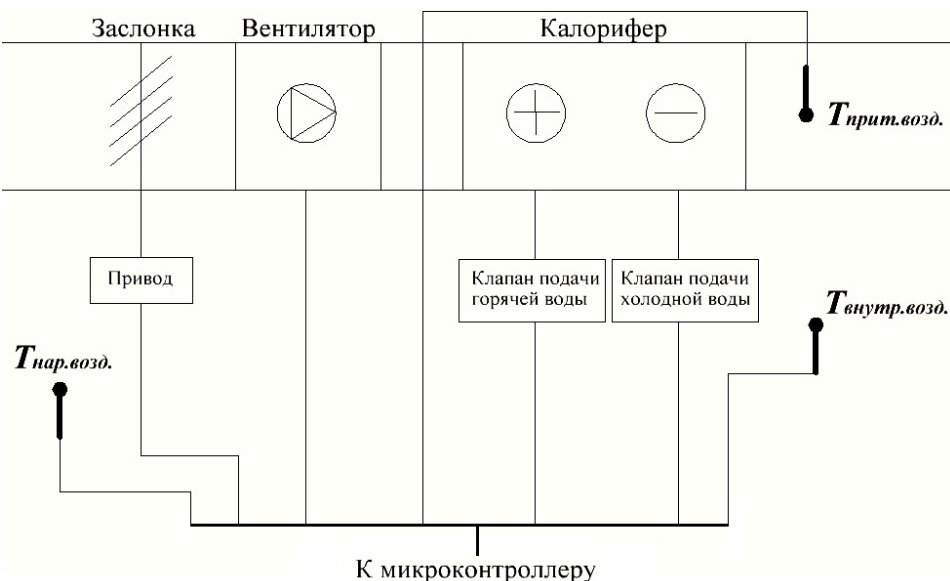 Заслонка
Вентилятор
Калорифер
Tприт.возд.
Привод
Клапан подачи
горячей воды
Клапан подачи
холодной воды
Tвнутр.возд.
Tнар.возд.
К микроконтроллеру